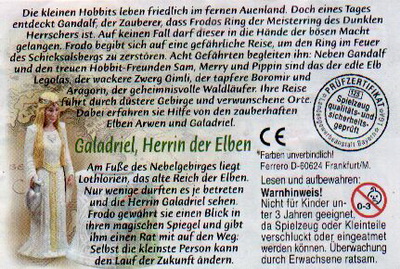 Die kleinen Hobbits leben friedlich im fernen Auenland. Doch eines Tages
entdeckt Gandalf, der Zauberer, dass Frodos Ring der Meisterring des Dunklen
Herrschers ist. Auf keinen Fall darf dieser in die Hände der bösen Macht
gelangen. Frodo begibt sich auf eine gefährliche Reise, um den Ring im Feuer
des Schicksalsbergs zu zerstören. Acht Gefährten begleiten ihn: Neben Gandalf
und den treuen Hobbit-Freunden Sam, Merry und Pippin sind das der edle Elb
Legolas, der wackere Zwerg Gimli, der tapfere Boromir und
Aragorn, der geheimnisvolle Waldläufer. Ihre Reise
führt durch düstere Gebirge und verwunschene Orte.
Dabei erfahren sie Hilfe von den zauberhaften
Elben Arwen und Galadriel.
Galadriel, Herrin der Elben
Am Fuße des Nebelgebirges liegt
Lothlorien, das alte Reich der Elben.
Nur wenige durften es je betreten
und die Herrin Galadriel sehen.
Frodo gewährt sie einen Blick in
ihren magischen Spiegel und gibt
ihm einen Rat mit auf den Weg:
Selbst die kleinste Person kann
den Lauf der Zukunft ändern.
PRÜFZERTIFIKAT
Spielzeug
qualitäts- und
sicherheits-
geprüft
CE
*Farben unverbindlich!
Ferrero D-60624 Frankfurt/M.
Lesen und aufbewahren:
Warnhinweis!
Nicht für Kinder un-
ter 3 Jahren geeignet,
da Spielzeug oder Kleinteile
verschluckt oder eingeatmet
werden können. Überwachung
durch Erwachsene ratsam.
0-3